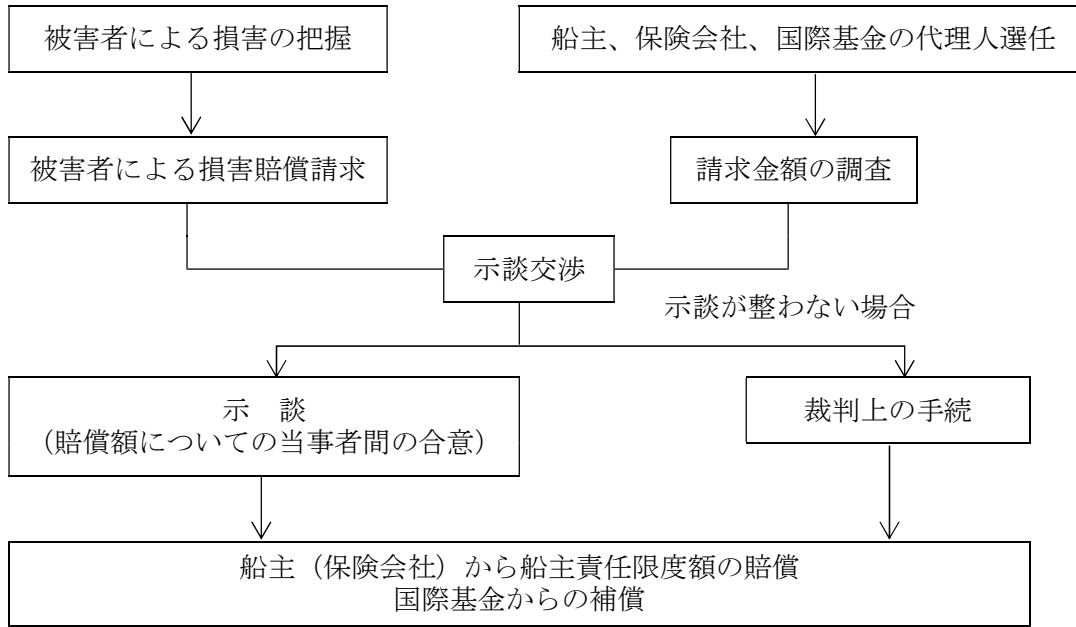 被害者による損害の把握
船主、保険会社、国際基金の代理人選任
被害者による損害賠償請求
請求金額の調査
示談交渉
示談が整わない場合
示　談
（賠償額についての当事者間の合意）
裁判上の手続
船主（保険会社）から船主責任限度額の賠償
国際基金からの補償